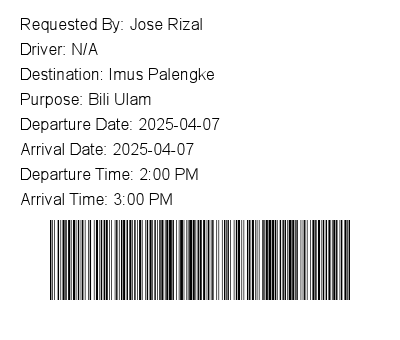 Requested By: Jose Rizal
Driver: N/A
Destination: Imus Palengke
Purpose: Bili Ulam
Departure Date: 2025-04-07
Arrival Date: 2025-04-07
Departure Time: 2:00 PM
Arrival Time: 3:00 PM